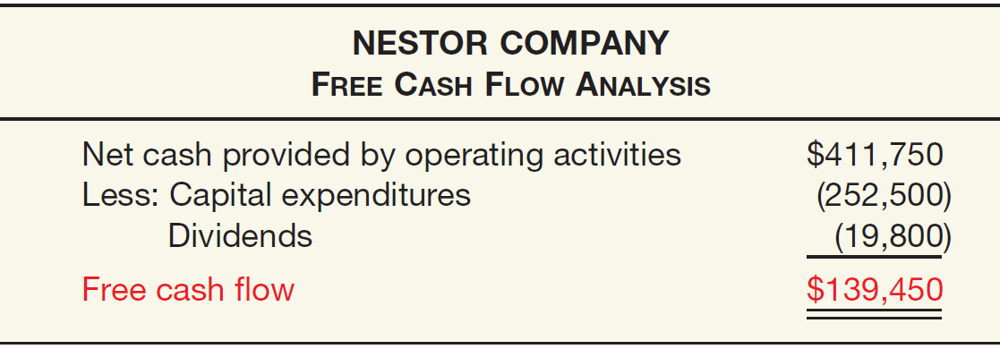 NESTOR COMPANY
FREE CASH FLOW ANALYSIS
Net cash provided by operating activities $411,750
Less: Capital expenditures (252,500)
Dividends (19,800)
Free cash flow $139,450